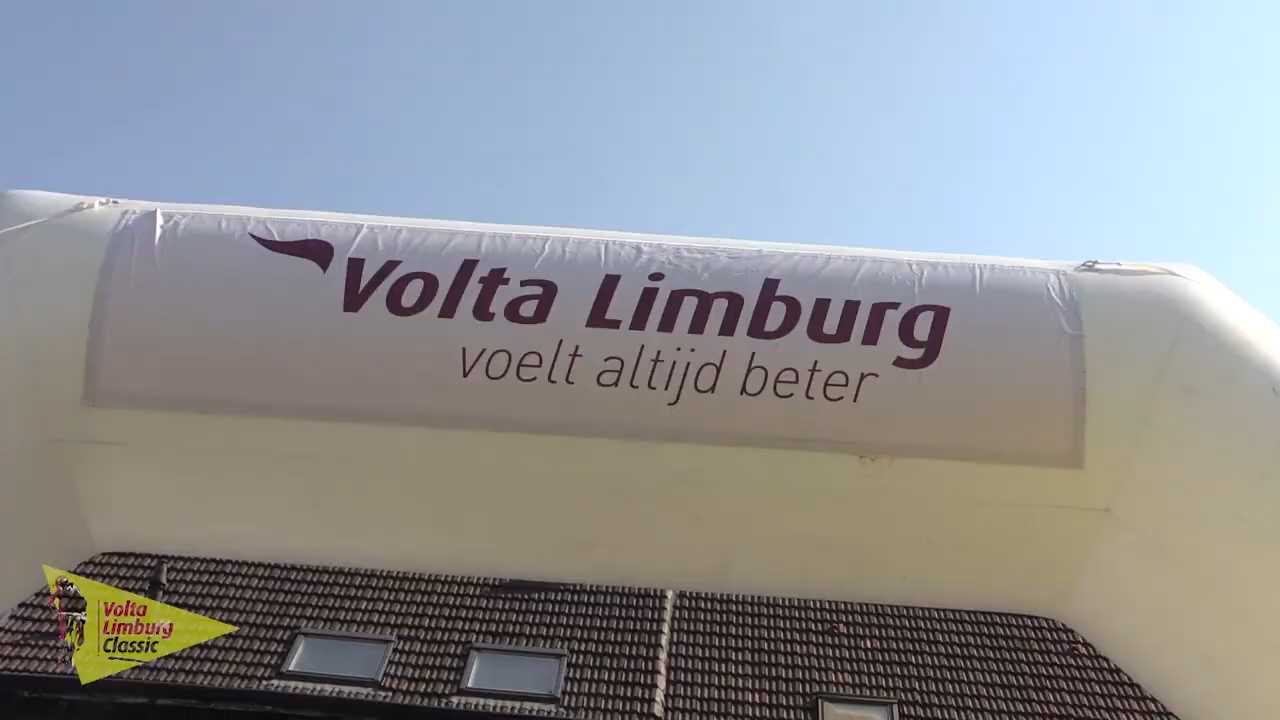 Volta Limburg
voelt altijd beter
Volta
Limburg
Classic